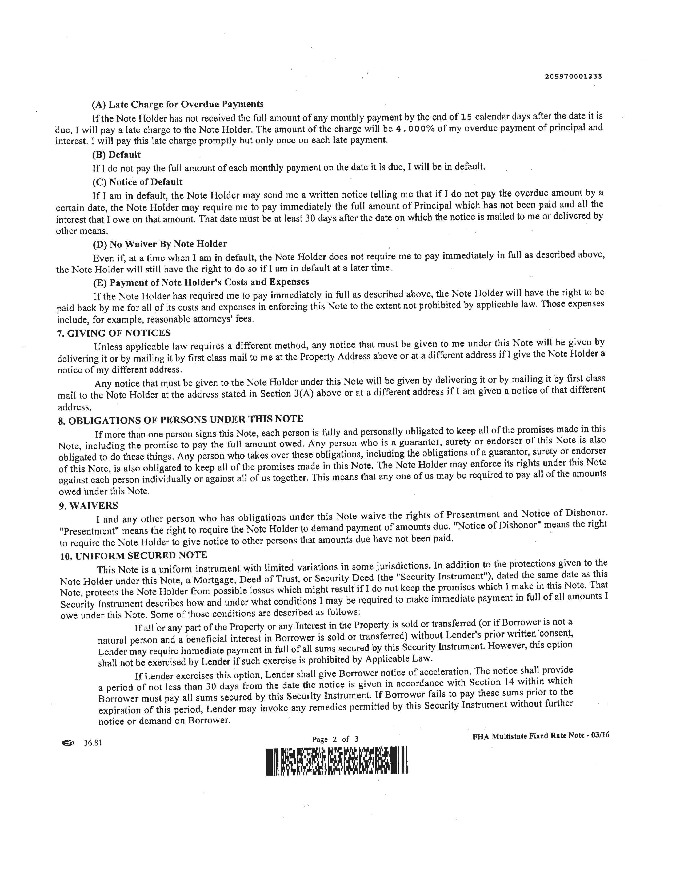 205970001233
(A) Late Charge for Overdue Payments
If the Note Holder has not received the full amount of any monthly payment by the end of 15 calendar days after the date it is
due, I will pay a late charge to the Note Holder. The amount of the charge will be 4.000% of my overdue payment of principal and
interest. I will pay this late charge promptly but only once on each late payment.
(B) Default
If I do not pay the full amount of each monthly payment on the date it is due, I will be in default.
(C) Notice of Default
If I am in default, the Note Holder may send me a written notice telling me that if I do not pay the overdue amount by a
certain date, the Note Holder may require me to pay immediately the full amount of Principal which has not been paid and all the
interest that I owe on that amount. That date must be at least 30 days after the date on which the notice is mailed to me or delivered by
other means.
(D) No Waiver By Note Holder
Even if, at a time when I am in default, the Note Holder does not require me to pay immediately in full as described above,
the Note Holder will still have the right to do so if I am in default at a later time.
(E) Payment of Note Holder's Costs and Expenses
If the Note Holder has required me to pay immediately in full as described above, the Note Holder will have the right to be
paid back by me for all of its costs and expenses in enforcing this Note to the extent not prohibited by applicable law. Those expenses
include, for example, reasonable attorneys' fees.
7. GIVING OF NOTICES
Unless applicable law requires a different method, any notice that must be given to me under this Note will be given by
delivering it or by mailing it by first class mail to me at the Property Address above or at a different address if I give the Note Holder a
notice of my different address.
Any notice that must be given to the Note Holder under this Note will be given by delivering it or by mailing it by first class
mail to the Note Holder at the address stated in Section 3(A) above or at a different address if I am given a notice of that different
address.
8. OBLIGATIONS OF PERSONS UNDER THIS NOTE
If more than one person signs this Note, each person is fully and personally obligated to keep all of the promises made in this
Note, including the promise to pay the full amount owed. Any person who is a guarantor, surety or endorser of this Note is also
obligated to do these things. Any person who takes over these obligations, including the obligations of a guarantor, surety or endorser
of this Note, is also obligated to keep all of the promises made in this Note. The Note Holder may enforce its rights under this Note
against each person individually or against all of us together. This means that any one of us may be required to pay all of the amounts
owed under this Note.
9. WAIVERS
I and any other person who has obligations under this Note waive the rights of Presentment and Notice of Dishonor.
"Presentment" means the right to require the Note Holder to demand payment of amounts due. "Notice of Dishonor" means the right
to require the Note Holder to give notice to other persons that amounts due have not been paid.
10. UNIFORM SECURED NOTE
This Note is a uniform instrument with limited variations in some jurisdictions. In addition to the protections given to the
Note Holder under this Note, a Mortgage, Deed of Trust, or Security Deed (the "Security Instrument"), dated the same date as this
Note, protects the Note Holder from possible losses which might result if I do not keep the promises which I make in this Note. That
Security Instrument describes how and under what conditions I may be required to make immediate payment in full of all amounts I
owe under this Note. Some of those conditions are described as follows:
If all or any part of the Property or any Interest in the Property is sold or transferred (or if Borrower is not a
natural person and a beneficial interest in Borrower is sold or transferred) without Lender's prior written consent,
Lender may require immediate payment in full of all sums secured by this Security Instrument. However, this option
shall not be exercised by Lender if such exercise is prohibited by Applicable Law.
If Lender exercises this option, Lender shall give Borrower notice of acceleration. The notice shall provide
a period of not less than 30 days from the date the notice is given in accordance with Section 14 within which
Borrower must pay all sums secured by this Security Instrument. If Borrower fails to pay these sums prior to the
expiration of this period, Lender may invoke any remedies permitted by this Security Instrument without further
notice or demand on Borrower.
36.81
Page 2 of 3
FHA Multistate Fixed Rate Note - 03/16